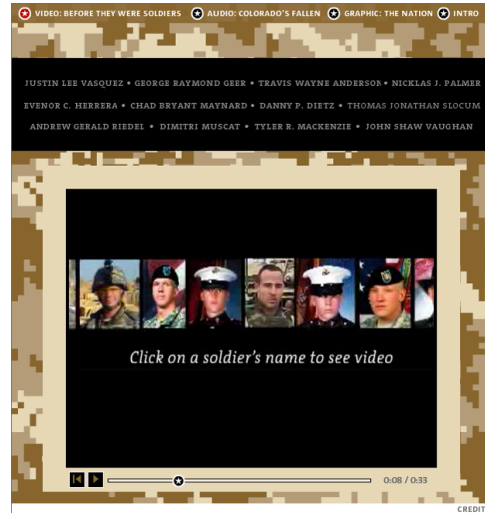 VIDEO: BEFORE THEY WERE SOLDIERS AUDIO: COLORADO'S FALLEN GRAPHIC: THE NATION INTRO
JUSTIN LEE VASQUEZ • GEORGE RAYMOND GEER • TRAVIS WAYNE ANDERSON • NICKLAS J. PALMER
EVENOR C. HERRERA • CHAD BRYANT MAYNARD • DANNY P. DIETZ • THOMAS JONATHAN SLOCUM
ANDREW GERALD RIEDEL • DIMITRI MUSCAT • TYLER R. MACKENZIE • JOHN SHAW VAUGHAN
Click on a soldier's name to see video
0:08 / 0:33
CREDIT